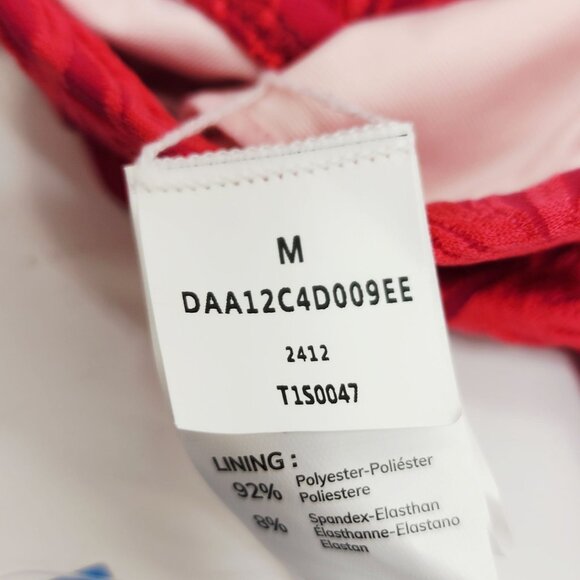 M
DAA12C4D009EE
2412
T1S0047
LINING :
92% Polyester-Poliéster
Poliestere
8% Spandex-Elasthan
Élasthanne-Elastano
Elastan